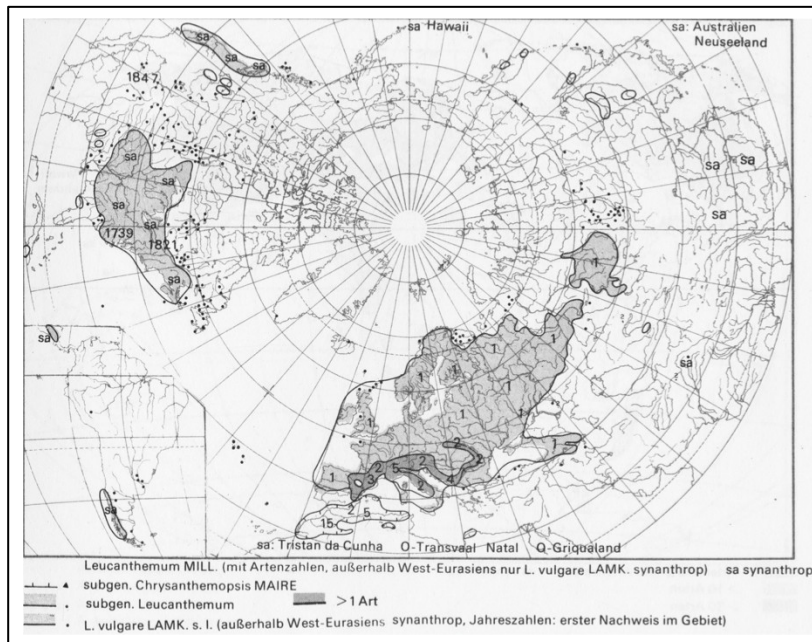 sa Hawaii
sa: Australien
Neuseeland
sa
sa
sa
1847
sa
sa
sa
sa
sa
sa
sa
1739
1821
sa
1
sa
1
1
1
1
1
1
1
1
1
sa
1
2
2
5
2
2
3
4
1
2
15
5
sa
sa: Tristan da Cunha O-Transvaal Natal O-Griqualand
Leucanthemum MILL. (mit Artenzahlen, außerhalb West-Eurasiens nur L. vulgare LAMK. synanthrop) sa synanthrop
subgen. Chrysanthemopsis MAIRE
subgen. Leucanthemum >1 Art
L. vulgare LAMK. s. l. (außerhalb West-Eurasiens synanthrop, Jahreszahlen: erster Nachweis im Gebiet)